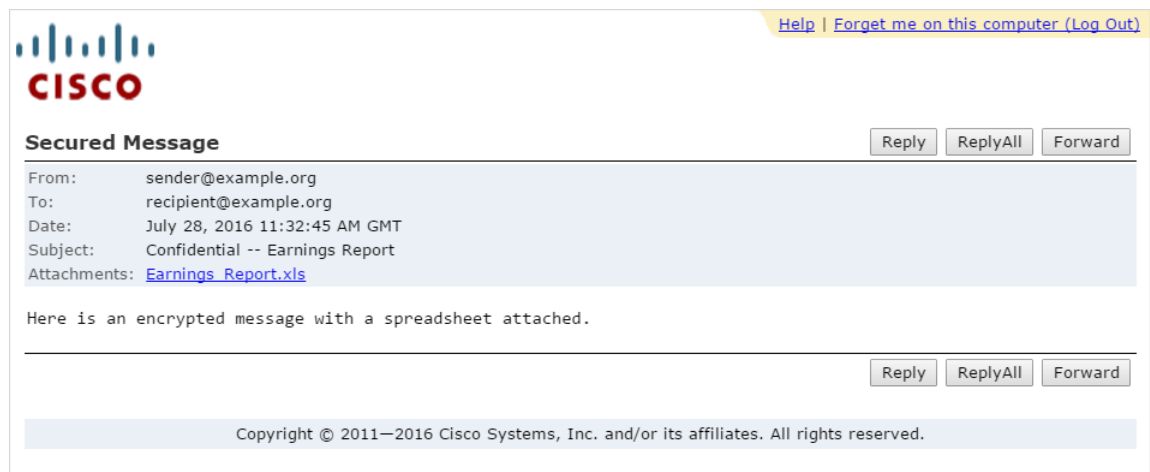 Help | Forget me on this computer (Log Out)
CISCO
Secured Message Reply ReplyAll Forward
From: sender@example.org
To: recipient@example.org
Date: July 28, 2016 11:32:45 AM GMT
Subject: Confidential -- Earnings Report
Attachments: Earnings_Report.xls
Here is an encrypted message with a spreadsheet attached.
Reply ReplyAll Forward
Copyright © 2011—2016 Cisco Systems, Inc. and/or its affiliates. All rights reserved.